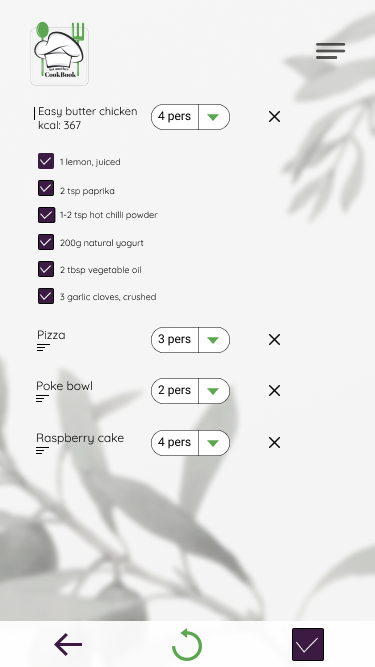 CookBook
Easy butter chicken
kcal: 367
4 pers
1 lemon, juiced
2 tsp paprika
1-2 tsp hot chilli powder
200g natural yogurt
2 tbsp vegetable oil
3 garlic cloves, crushed
Pizza
3 pers
Poke bowl
2 pers
Raspberry cake
4 pers